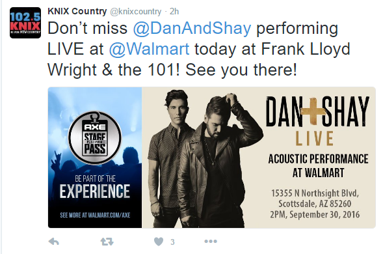 102.5
KNIX
KNIX Country @knixcountry · 2h
Don't miss @DanAndShay performing
LIVE at @Walmart today at Frank Lloyd
Wright & the 101! See you there!
AXE
STAGE
PASS
BE PART OF THE
EXPERIENCE
SEE MORE AT WALMART.COM/AXE
DAN+SHAY
LIVE
ACOUSTIC PERFORMANCE
AT WALMART
15355 N Northsight Blvd,
Scottsdale, AZ 85260
2PM, September 30, 2016
3